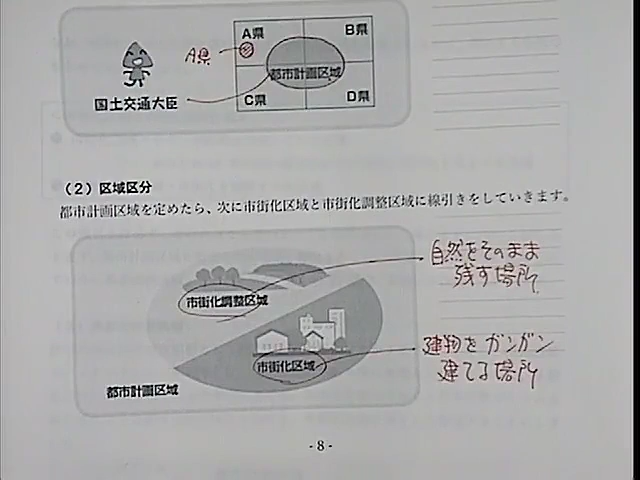 A県
B県
A県
都市計画区域
国土交通大臣
C県
D県
(2)区域区分
都市計画区域を定めたら、次に市街化区域と市街化調整区域に線引きをしていきます。
自然をそのまま
残す場所
市街化調整区域
建物をガンガン
建てる場所
市街化区域
都市計画区域
- 8 -